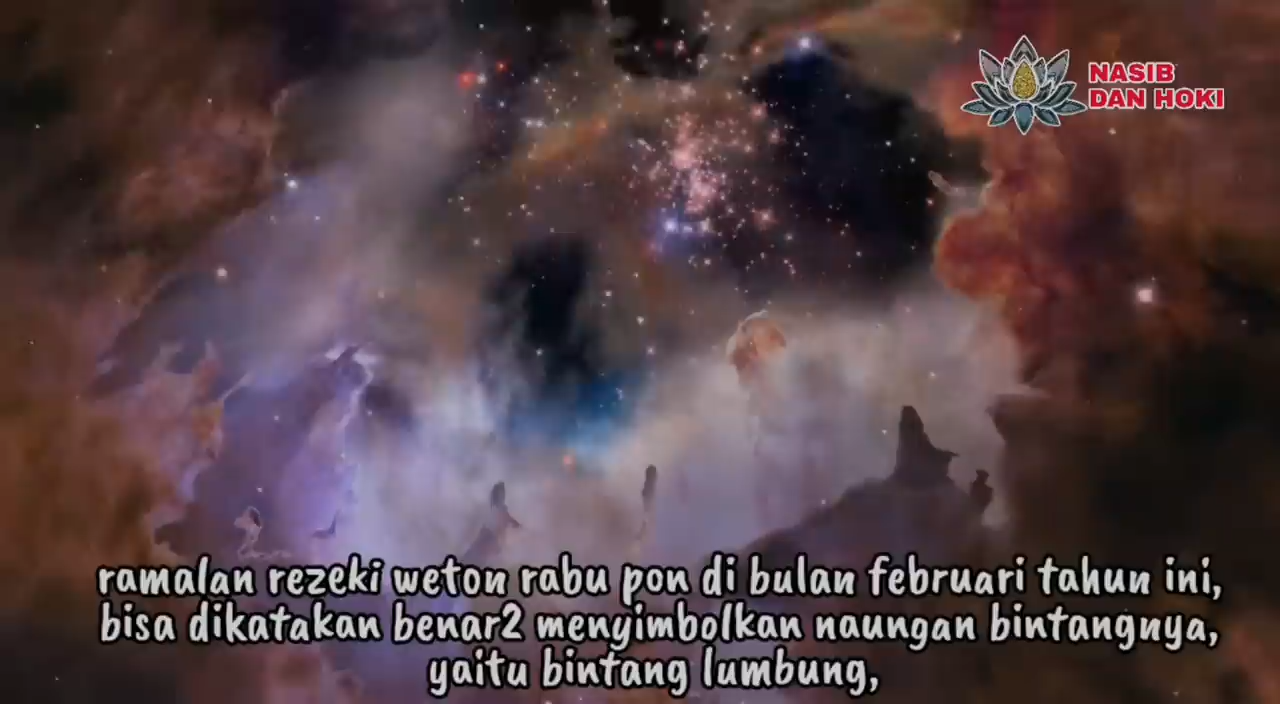 NASIB
DAN HOKI
ramalan rezeki weton rabu pon di bulan februari tahun ini,
bisa dikatakan benar2 menyimbolkan naungan bintangnya,
yaitu bintang lumbung,